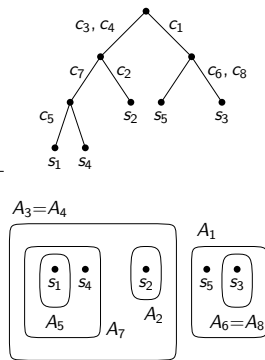 c₃, c₄ c₁
c₇ c₂ c₆, c₈
c₅ s₂ s₅ s₃
s₁ s₄
A₃=A₄
A₁
s₁ s₄ s₂ s₅ s₃
A₅ A₇ A₂ A₆=A₈